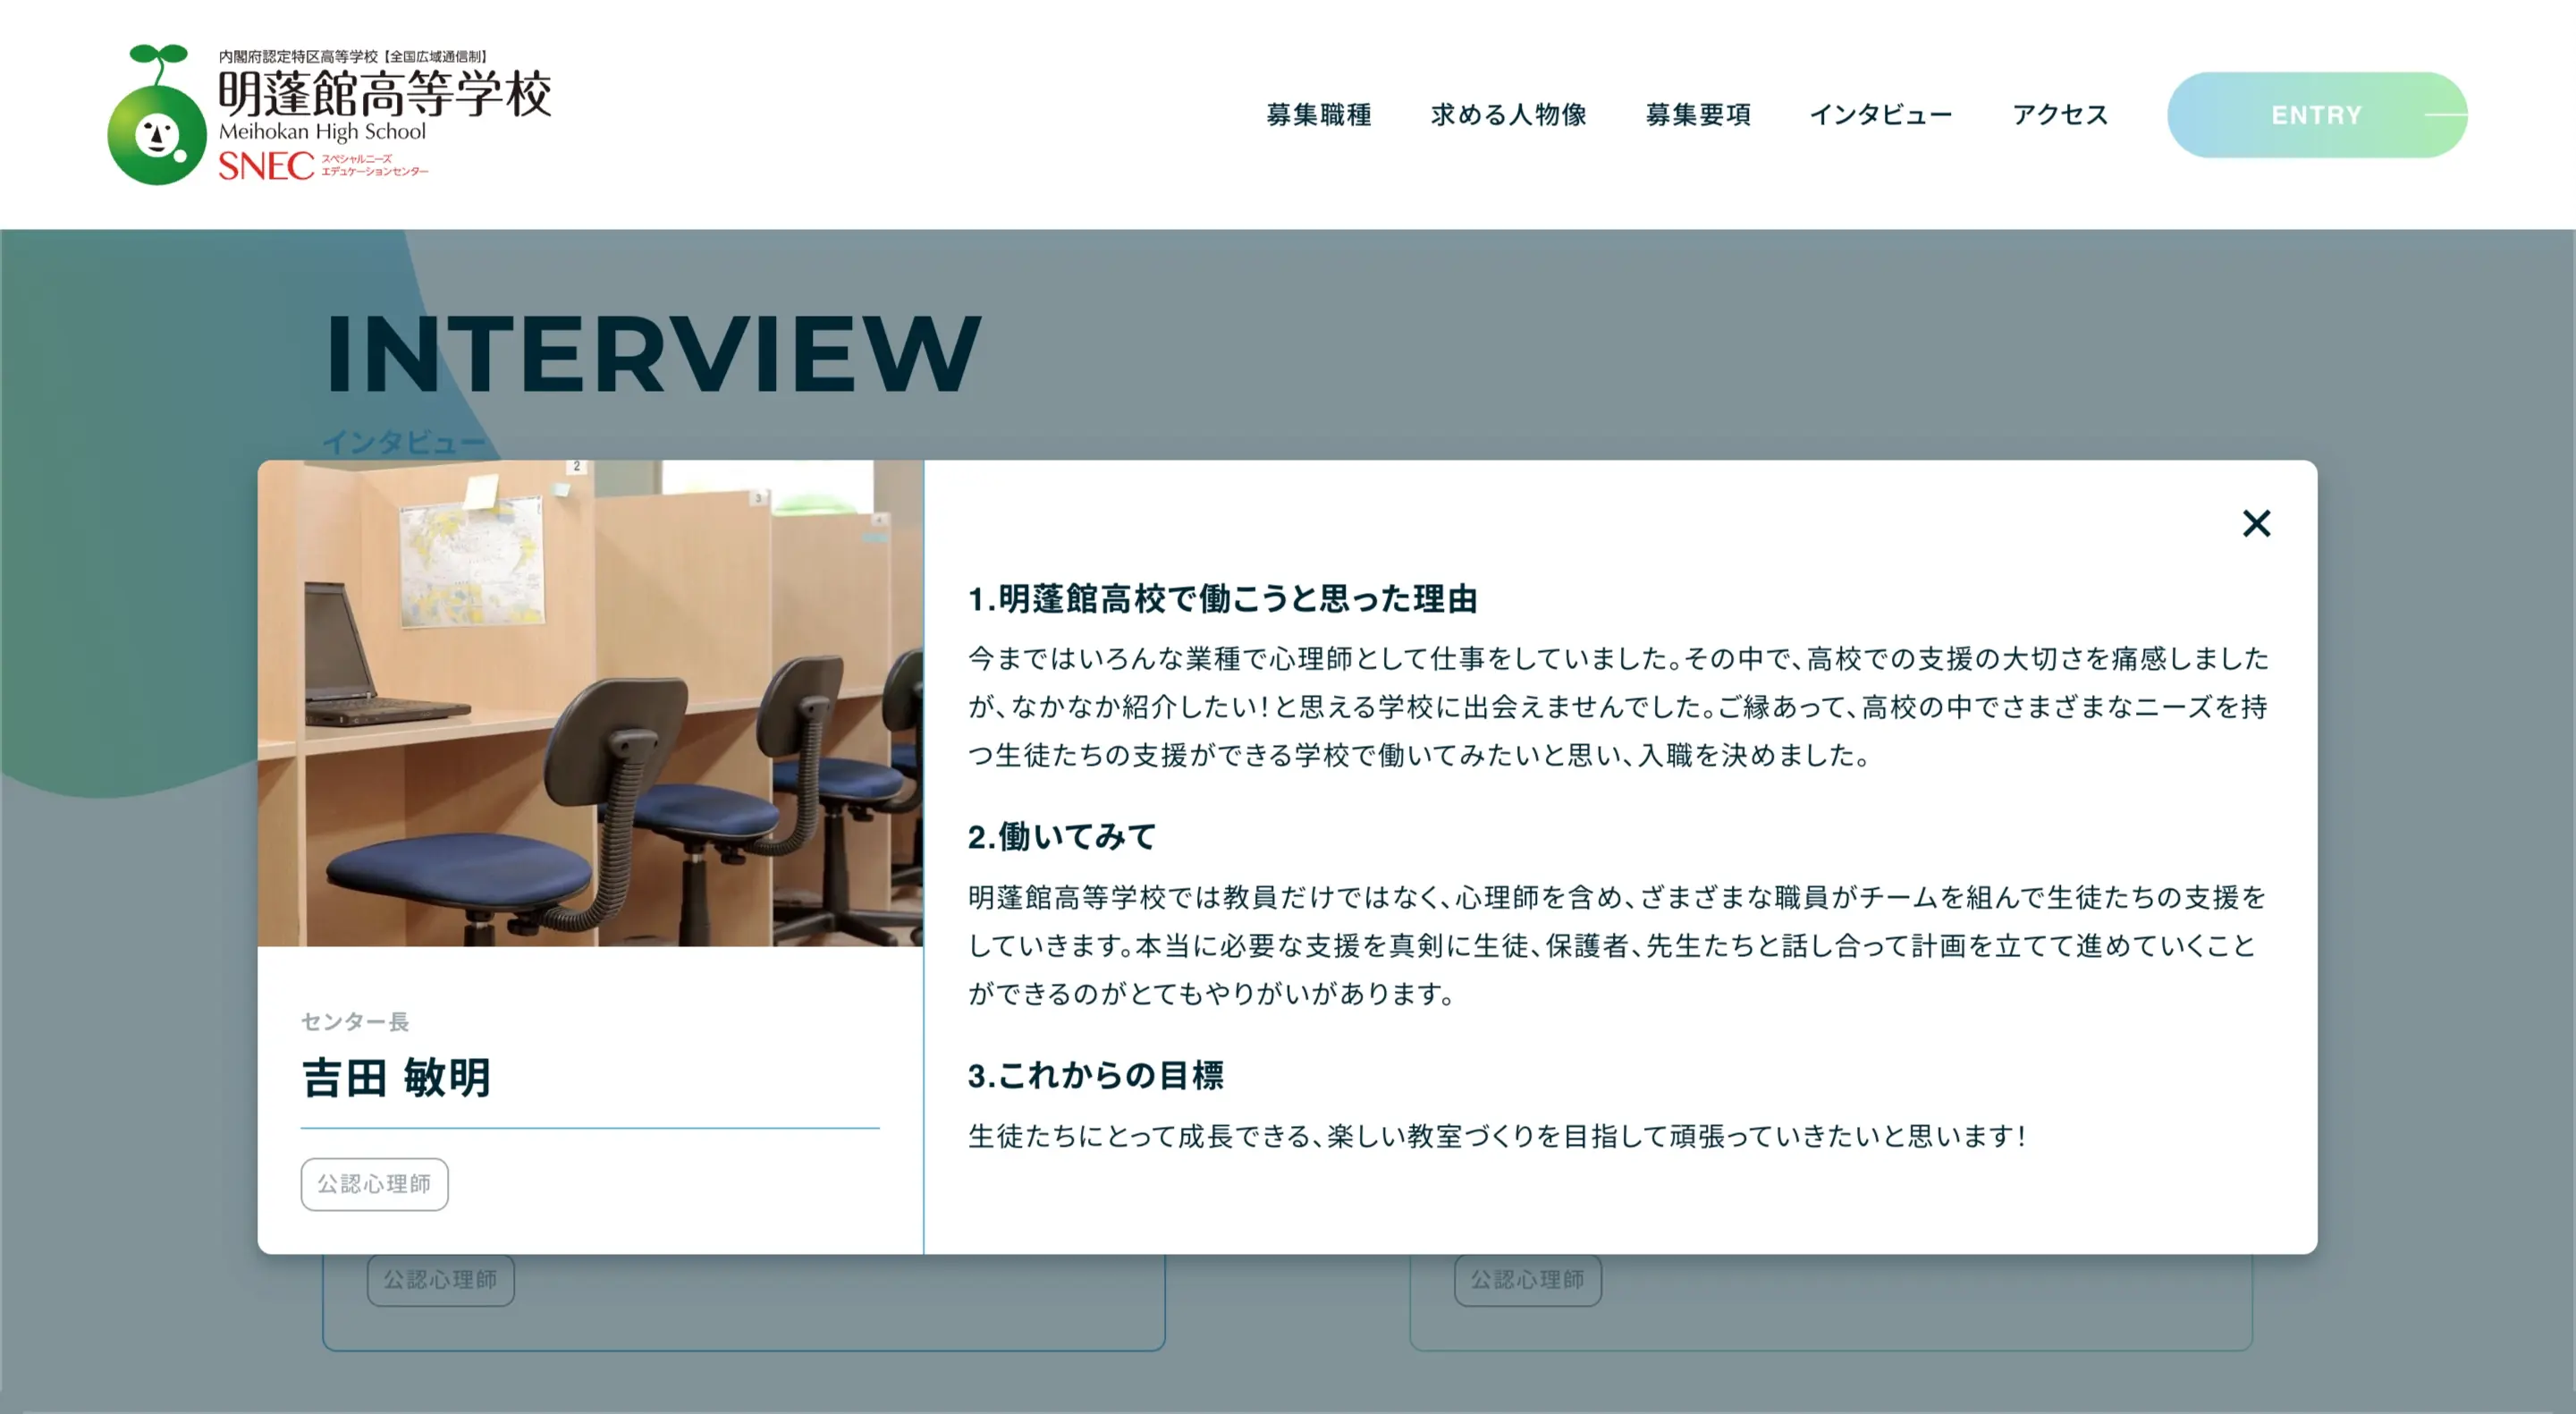 内閣府認定特区高等学校【全国広域通信制】
明蓬館高等学校
Meihokan High School
SNEC スペシャルニーズ
エデュケーションセンター
募集職種 求める人物像 募集要項 インタビュー アクセス ENTRY
INTERVIEW
インタビュー
2
3
4
センター長
吉田 敏明
公認心理師
1.明蓬館高校で働こうと思った理由
今まではいろんな業種で心理師として仕事をしていました。その中で、高校での支援の大切さを痛感しました
が、なかなか紹介したい!と思える学校に出会えませんでした。ご縁あって、高校の中でさまざまなニーズを持
つ生徒たちの支援ができる学校で働いてみたいと思い、入職を決めました。
2.働いてみて
明蓬館高等学校では教員だけではなく、心理師を含め、ざまざまな職員がチームを組んで生徒たちの支援を
していきます。本当に必要な支援を真剣に生徒、保護者、先生たちと話し合って計画を立てて進めていくこと
ができるのがとてもやりがいがあります。
3.これからの目標
生徒たちにとって成長できる、楽しい教室づくりを目指して頑張っていきたいと思います!
公認心理師
公認心理師